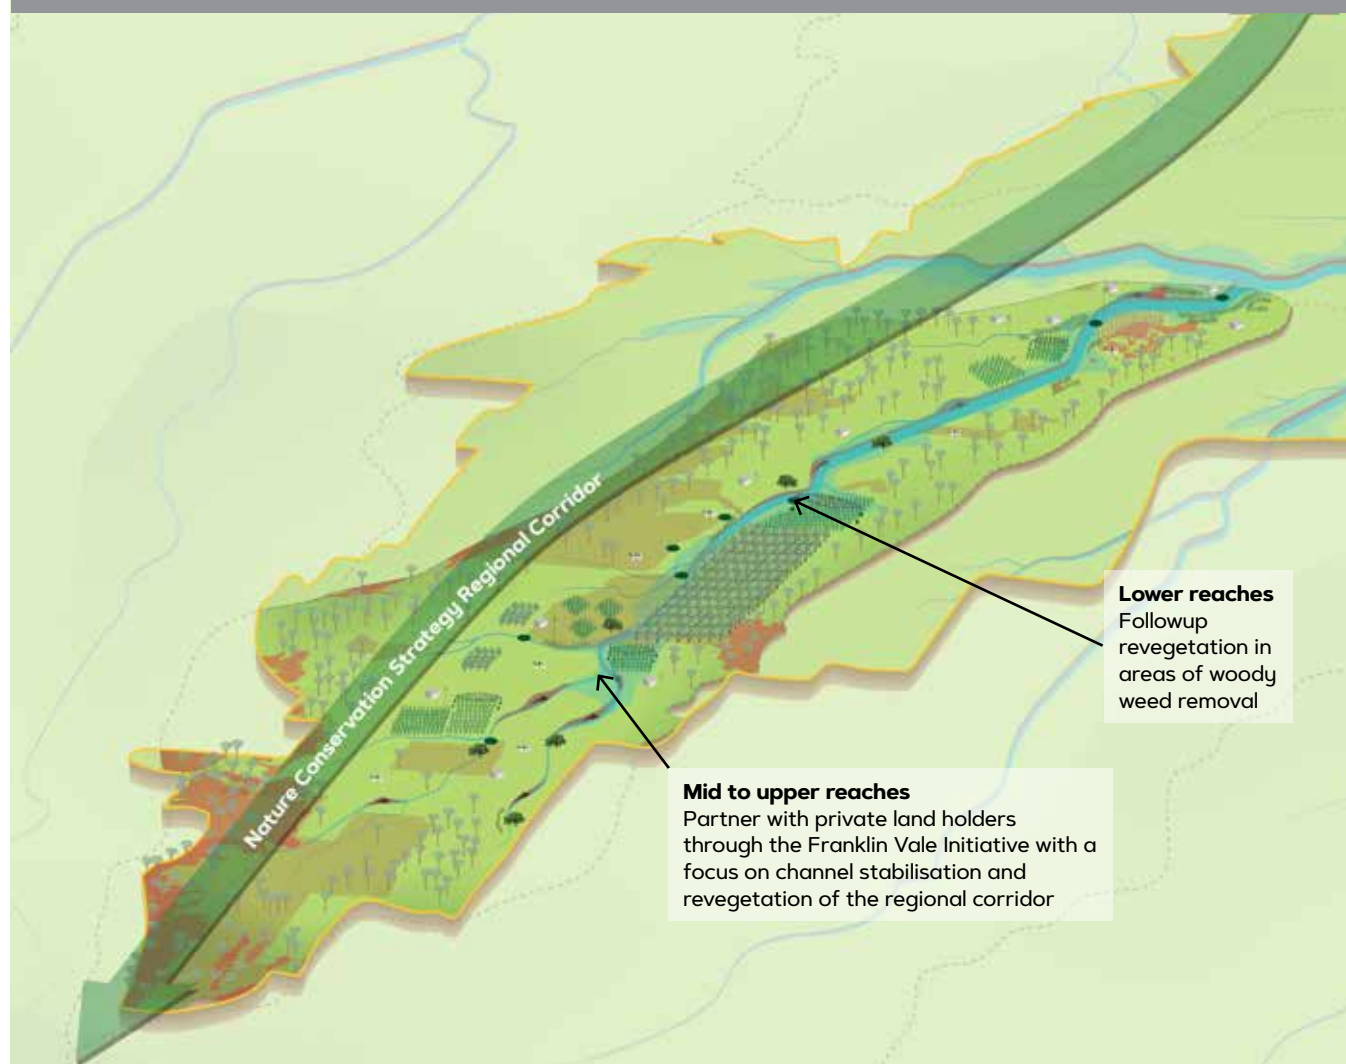 Nature Conservation Strategy Regional Corridor
Lower reaches
Followup
revegetation in
areas of woody
weed removal
Mid to upper reaches
Partner with private land holders
through the Franklin Vale Initiative with a
focus on channel stabilisation and
revegetation of the regional corridor